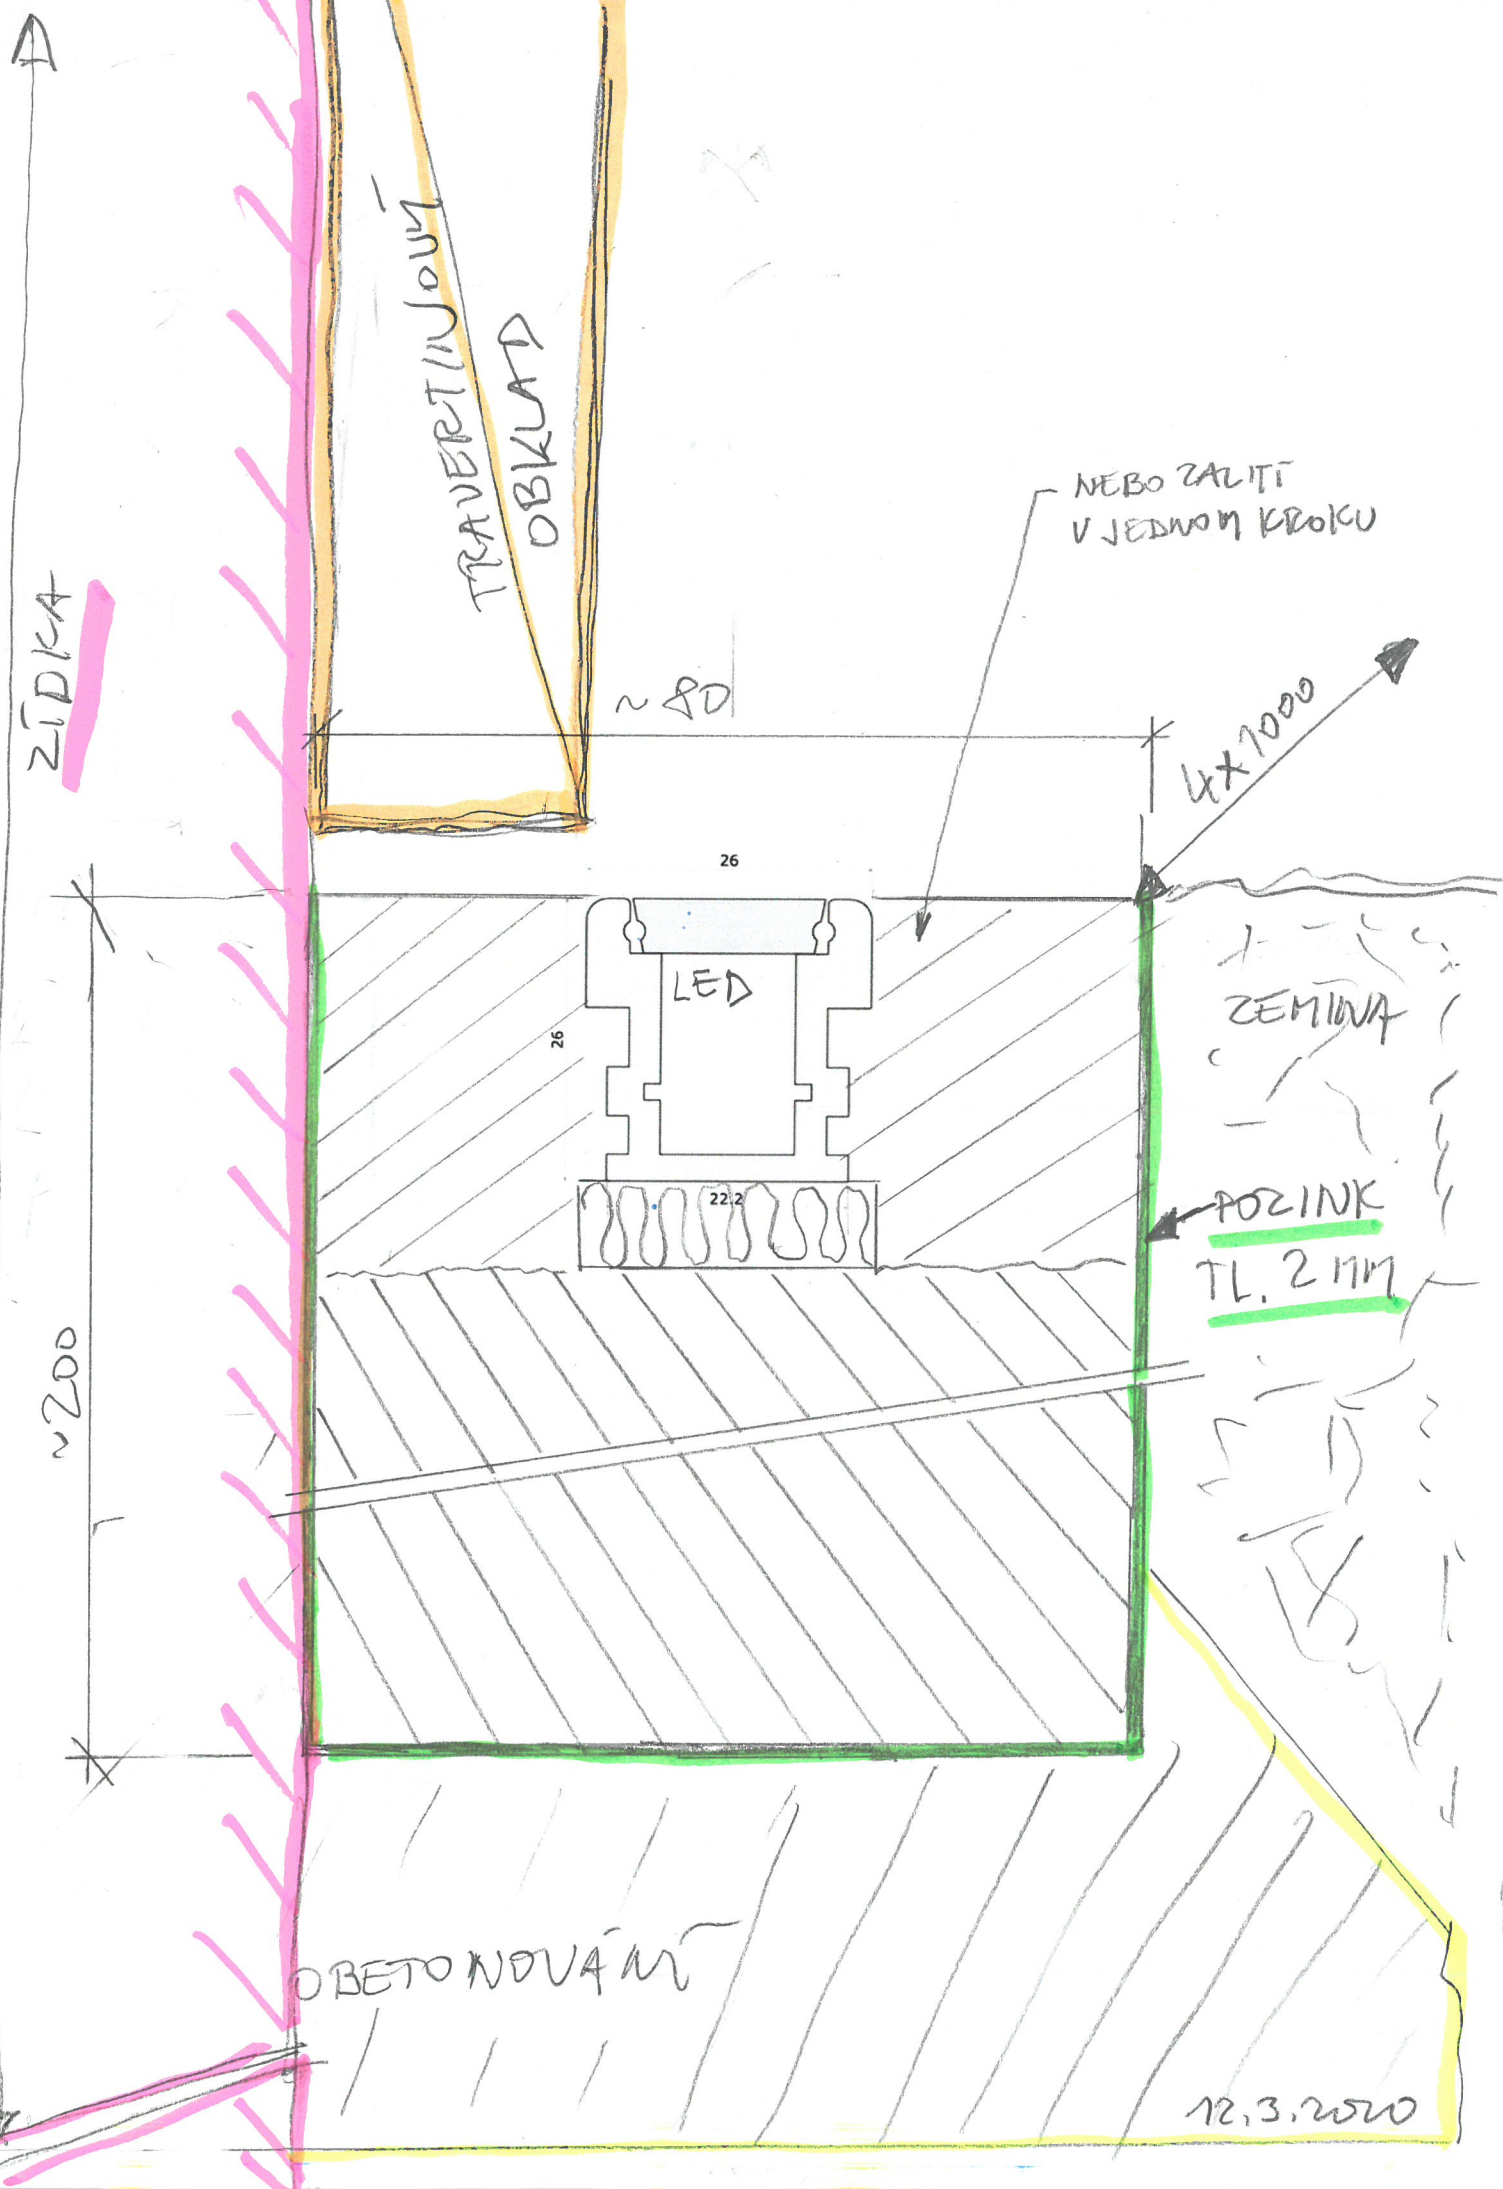 TRAVERTINOVÝ
OBKLAD
NEBO ZALITÍ
V JEDNOM KROKU
ZÍDKA
~80
4x1000
26
LED
26
ZEMINA
22.2
POZINK
TL. 2 MM
~200
OBETONOVÁNÍ
12.3.2020